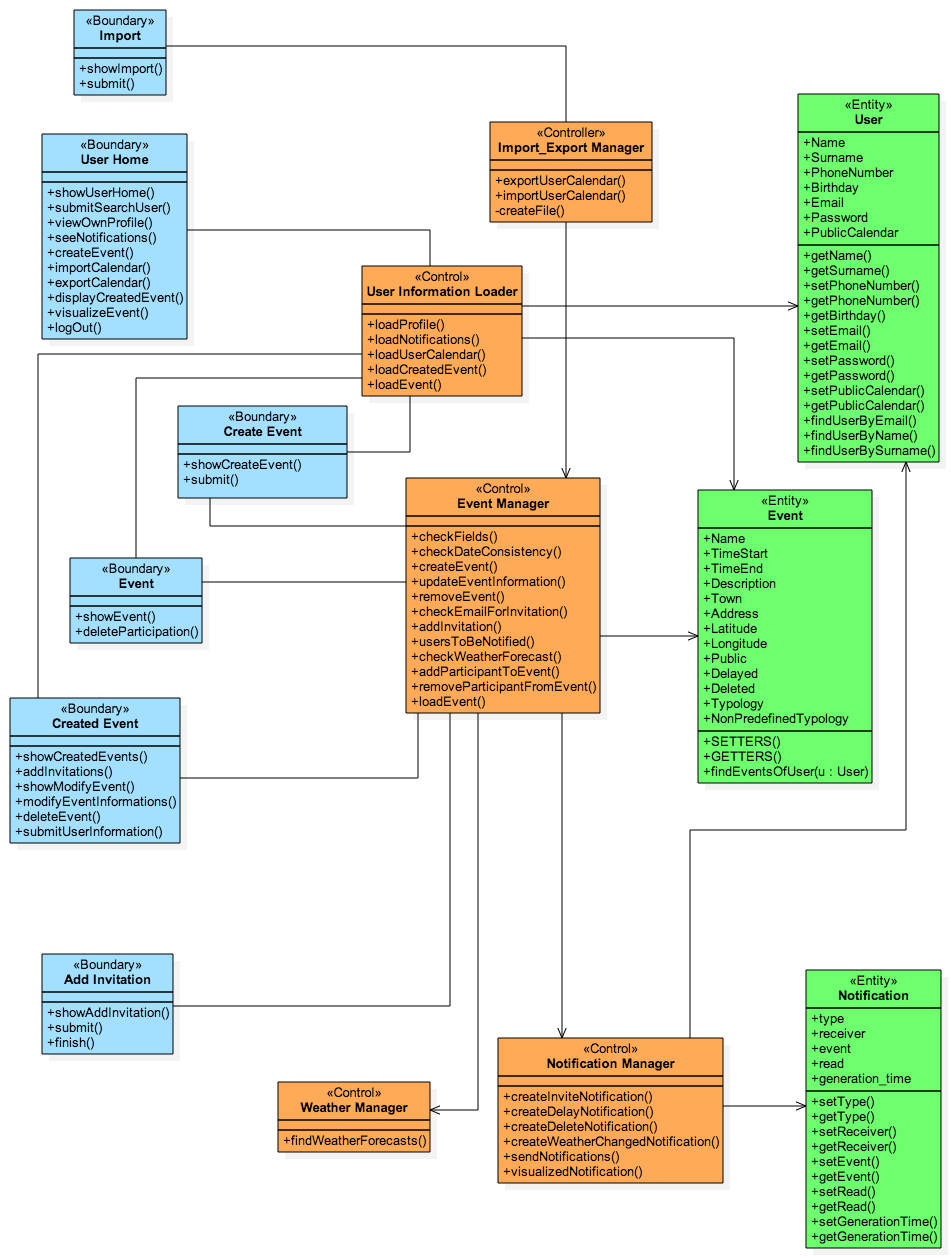 «Boundary»
Import
+showImport()
+submit()
«Controller»
Import_Export Manager
+exportUserCalendar()
+importUserCalendar()
-createFile()
«Entity»
User
+Name
+Surname
+PhoneNumber
+Birthday
+Email
+Password
+PublicCalendar
+getName()
+getSurname()
+setPhoneNumber()
+getPhoneNumber()
+getBirthday()
+setEmail()
+getEmail()
+setPassword()
+getPassword()
+setPublicCalendar()
+getPublicCalendar()
+findUserByEmail()
+findUserByName()
+findUserBySurname()
«Boundary»
User Home
+showUserHome()
+submitSearchUser()
+viewOwnProfile()
+seeNotifications()
+createEvent()
+importCalendar()
+exportCalendar()
+displayCreatedEvent()
+visualizeEvent()
+logOut()
«Control»
User Information Loader
+loadProfile()
+loadNotifications()
+loadUserCalendar()
+loadCreatedEvent()
+loadEvent()
«Boundary»
Create Event
+showCreateEvent()
+submit()
«Control»
Event Manager
+checkFields()
+checkDateConsistency()
+createEvent()
+updateEventInformation()
+removeEvent()
+checkEmailForInvitation()
+addInvitation()
+usersToBeNotified()
+checkWeatherForecast()
+addParticipantToEvent()
+removeParticipantFromEvent()
+loadEvent()
«Entity»
Event
+Name
+TimeStart
+TimeEnd
+Description
+Town
+Address
+Latitude
+Longitude
+Public
+Delayed
+Deleted
+Typology
+NonPredefinedTypology
+SETTERS()
+GETTERS()
+findEventsOfUser(u : User)
«Boundary»
Event
+showEvent()
+deleteParticipation()
«Boundary»
Created Event
+showCreatedEvents()
+addInvitations()
+showModifyEvent()
+modifyEventInformations()
+deleteEvent()
+submitUserInformation()
«Boundary»
Add Invitation
+showAddInvitation()
+submit()
+finish()
«Control»
Weather Manager
+findWeatherForecasts()
«Control»
Notification Manager
+createInviteNotification()
+createDelayNotification()
+createDeleteNotification()
+createWeatherChangedNotification()
+sendNotifications()
+visualizedNotification()
«Entity»
Notification
+type
+receiver
+event
+read
+generation_time
+setType()
+getType()
+setReceiver()
+getReceiver()
+setEvent()
+getEvent()
+setRead()
+getRead()
+setGenerationTime()
+getGenerationTime()